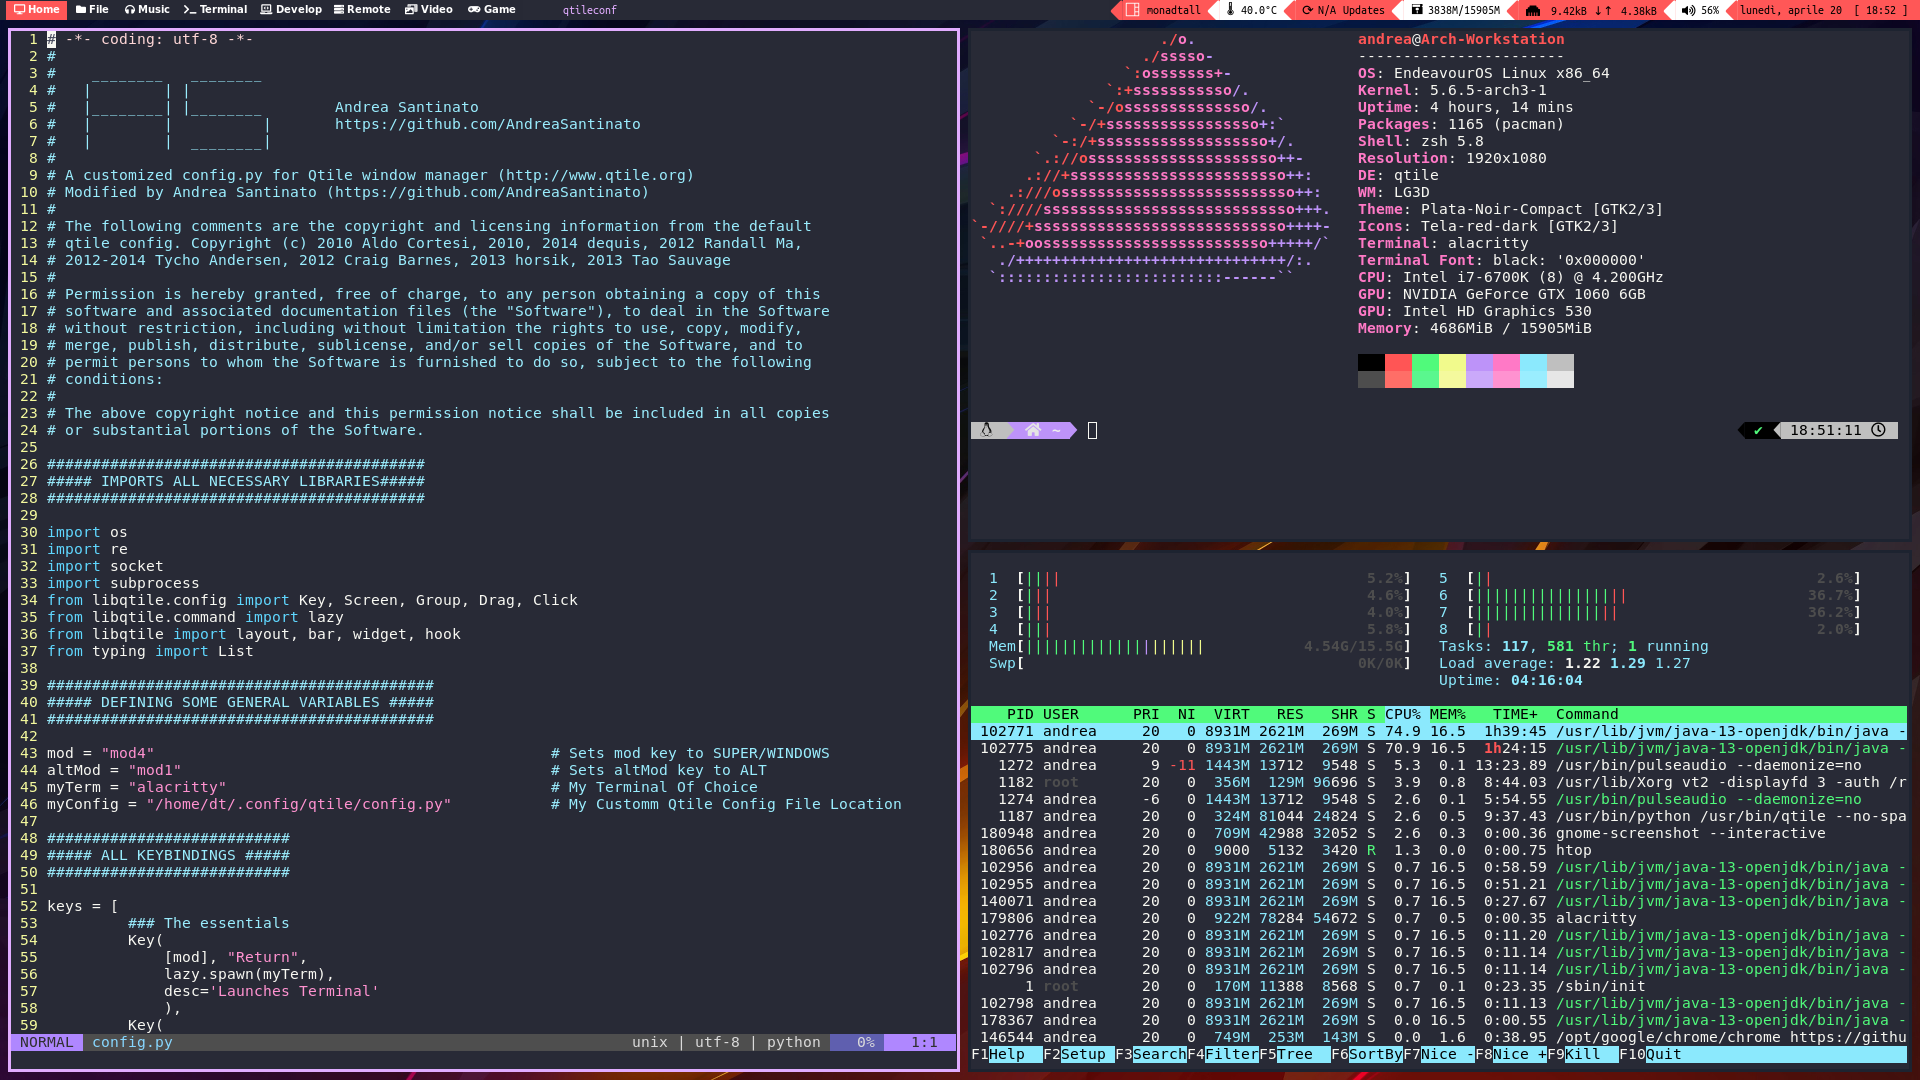 Home File Music Terminal Develop Remote Video Game qtileconf monadtall 40.0°C N/A Updates 3838M/15905M 9.42kB ↓↑ 4.38kB 56% lunedì, aprile 20 [ 18:52 ]
1 # -*- coding: utf-8 -*-
2 #
3 # ________ ________
4 # | | |
5 # |________| |________ Andrea Santinato
6 # | | | https://github.com/AndreaSantinato
7 # | | ________|
8 #
9 # A customized config.py for Qtile window manager (http://www.qtile.org)
10 # Modified by Andrea Santinato (https://github.com/AndreaSantinato)
11 #
12 # The following comments are the copyright and licensing information from the default
13 # qtile config. Copyright (c) 2010 Aldo Cortesi, 2010, 2014 dequis, 2012 Randall Ma,
14 # 2012-2014 Tycho Andersen, 2012 Craig Barnes, 2013 horsik, 2013 Tao Sauvage
15 #
16 # Permission is hereby granted, free of charge, to any person obtaining a copy of this
17 # software and associated documentation files (the "Software"), to deal in the Software
18 # without restriction, including without limitation the rights to use, copy, modify,
19 # merge, publish, distribute, sublicense, and/or sell copies of the Software, and to
20 # permit persons to whom the Software is furnished to do so, subject to the following
21 # conditions:
22 #
23 # The above copyright notice and this permission notice shall be included in all copies
24 # or substantial portions of the Software.
25
26 ##########################################
27 ##### IMPORTS ALL NECESSARY LIBRARIES#####
28 ##########################################
29
30 import os
31 import re
32 import socket
33 import subprocess
34 from libqtile.config import Key, Screen, Group, Drag, Click
35 from libqtile.command import lazy
36 from libqtile import layout, bar, widget, hook
37 from typing import List
38
39 ###########################################
40 ##### DEFINING SOME GENERAL VARIABLES #####
41 ###########################################
42
43 mod = "mod4" # Sets mod key to SUPER/WINDOWS
44 altMod = "mod1" # Sets altMod key to ALT
45 myTerm = "alacritty" # My Terminal Of Choice
46 myConfig = "/home/dt/.config/qtile/config.py" # My Customm Qtile Config File Location
47
48 ###########################
49 ##### ALL KEYBINDINGS #####
50 ###########################
51
52 keys = [
53 ### The essentials
54 Key(
55 [mod], "Return",
56 lazy.spawn(myTerm),
57 desc='Launches Terminal'
58 ),
59 Key(
NORMAL config.py unix | utf-8 | python 0% 1:1
./o.
./sssso-
`:osssssss+-
`:+sssssssssso/.
`-/ossssssssssssso/.
`-/+sssssssssssssssso+:`
`-:/+sssssssssssssssssso+/.
`.://osssssssssssssssssssso++-
.://+ssssssssssssssssssssssso++:
.:///ossssssssssssssssssssssssso++:
`:////ssssssssssssssssssssssssssso+++.
`-////+ssssssssssssssssssssssssssso++++-
`..-+oosssssssssssssssssssssssso+++++/`
./++++++++++++++++++++++++++++++/:.
`:::::::::::::::::::::::::------``
andrea@Arch-Workstation
-----------------------
OS: EndeavourOS Linux x86_64
Kernel: 5.6.5-arch3-1
Uptime: 4 hours, 14 mins
Packages: 1165 (pacman)
Shell: zsh 5.8
Resolution: 1920x1080
DE: qtile
WM: LG3D
Theme: Plata-Noir-Compact [GTK2/3]
Icons: Tela-red-dark [GTK2/3]
Terminal: alacritty
Terminal Font: black: '0x000000'
CPU: Intel i7-6700K (8) @ 4.200GHz
GPU: NVIDIA GeForce GTX 1060 6GB
GPU: Intel HD Graphics 530
Memory: 4686MiB / 15905MiB
~ ✔ 18:51:11
1 [|||| 5.2%] 5 [|| 2.6%]
2 [||| 4.6%] 6 [||||||||||||||||| 36.7%]
3 [||| 4.0%] 7 [|||||||||||||||| 36.2%]
4 [||| 5.8%] 8 [|| 2.0%]
Mem[|||||||||||||||||||| 4.54G/15.5G] Tasks: 117, 581 thr; 1 running
Swp[ 0K/0K] Load average: 1.22 1.29 1.27
Uptime: 04:16:04
PID USER PRI NI VIRT RES SHR S CPU% MEM% TIME+ Command
102771 andrea 20 0 8931M 2621M 269M S 74.9 16.5 1h39:45 /usr/lib/jvm/java-13-openjdk/bin/java -
102775 andrea 20 0 8931M 2621M 269M S 70.9 16.5 1h24:15 /usr/lib/jvm/java-13-openjdk/bin/java -
1272 andrea 9 -11 1443M 13712 9548 S 5.3 0.1 13:23.89 /usr/bin/pulseaudio --daemonize=no
1182 root 20 0 356M 129M 96696 S 3.9 0.8 8:44.03 /usr/lib/Xorg vt2 -displayfd 3 -auth /r
1274 andrea -6 0 1443M 13712 9548 S 2.6 0.1 5:54.55 /usr/bin/pulseaudio --daemonize=no
1187 andrea 20 0 324M 81044 24824 S 2.6 0.5 9:37.43 /usr/bin/python /usr/bin/qtile --no-spa
180948 andrea 20 0 709M 42988 32052 S 2.6 0.3 0:00.36 gnome-screenshot --interactive
180656 andrea 20 0 9000 5132 3420 R 1.3 0.0 0:00.75 htop
102956 andrea 20 0 8931M 2621M 269M S 0.7 16.5 0:58.59 /usr/lib/jvm/java-13-openjdk/bin/java -
102955 andrea 20 0 8931M 2621M 269M S 0.7 16.5 0:51.21 /usr/lib/jvm/java-13-openjdk/bin/java -
140071 andrea 20 0 8931M 2621M 269M S 0.7 16.5 0:27.67 /usr/lib/jvm/java-13-openjdk/bin/java -
179806 andrea 20 0 922M 78284 54672 S 0.7 0.5 0:00.35 alacritty
102776 andrea 20 0 8931M 2621M 269M S 0.7 16.5 0:11.20 /usr/lib/jvm/java-13-openjdk/bin/java -
102817 andrea 20 0 8931M 2621M 269M S 0.7 16.5 0:11.14 /usr/lib/jvm/java-13-openjdk/bin/java -
102796 andrea 20 0 8931M 2621M 269M S 0.7 16.5 0:11.14 /usr/lib/jvm/java-13-openjdk/bin/java -
1 root 20 0 170M 11388 8568 S 0.7 0.1 0:23.35 /sbin/init
102798 andrea 20 0 8931M 2621M 269M S 0.7 16.5 0:11.13 /usr/lib/jvm/java-13-openjdk/bin/java -
178367 andrea 20 0 8931M 2621M 269M S 0.0 16.5 0:00.55 /usr/lib/jvm/java-13-openjdk/bin/java -
146544 andrea 20 0 749M 253M 143M S 0.0 1.6 0:38.95 /opt/google/chrome/chrome https://githu
F1Help F2Setup F3SearchF4FilterF5Tree F6SortByF7Nice -F8Nice +F9Kill F10Quit